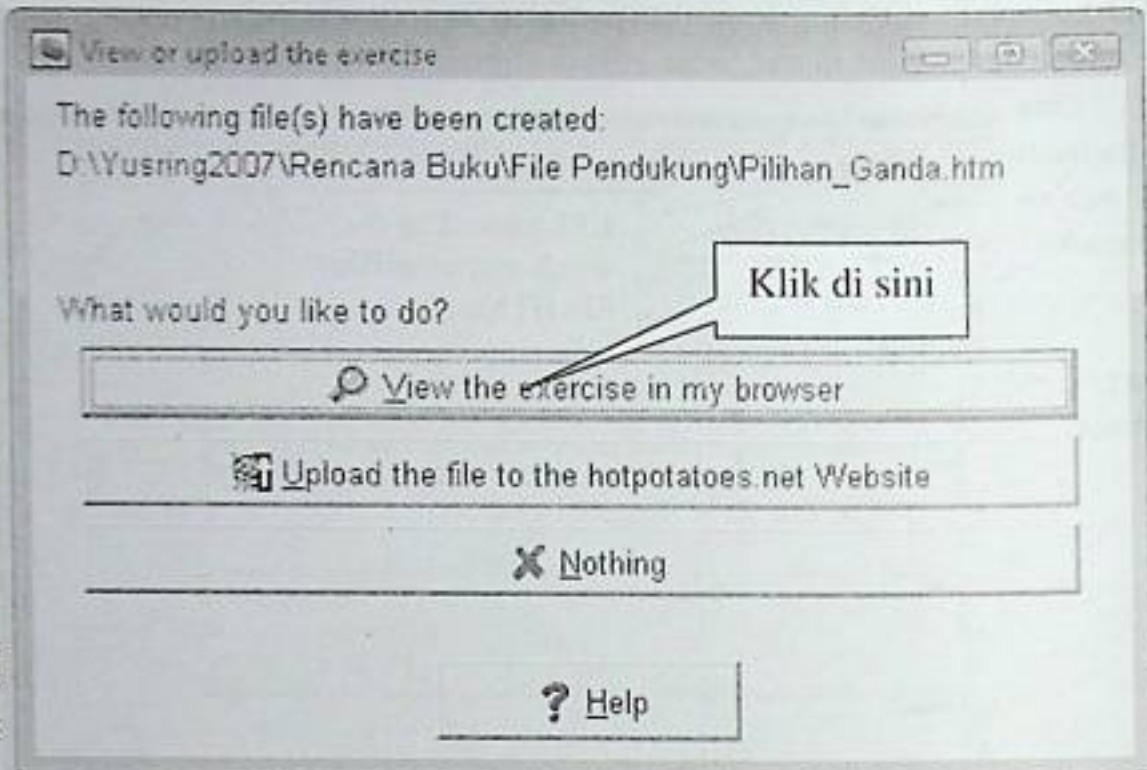 View or upload the exercise
The following file(s) have been created:
D:\Yusring2007\Rencana Buku\File Pendukung\Pilihan_Ganda.htm
Klik di sini
What would you like to do?
View the exercise in my browser
Upload the file to the hotpotatoes.net Website
Nothing
Help